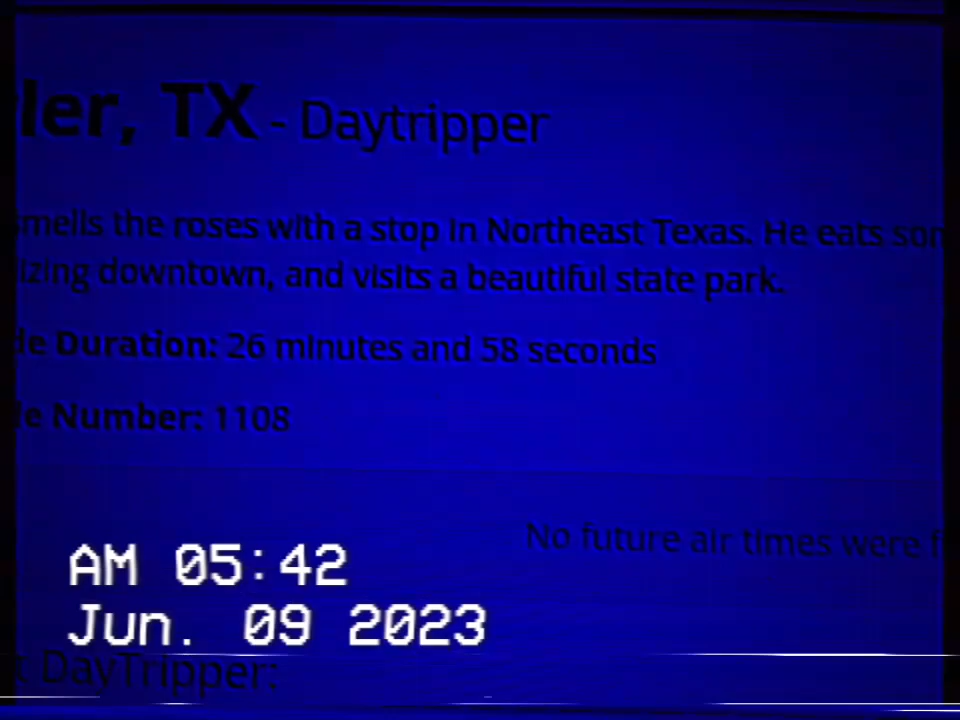 ler, TX - Daytripper
smells the roses with a stop in Northeast Texas. He eats som
izing downtown, and visits a beautiful state park.
de Duration: 26 minutes and 58 seconds
de Number: 1108
No future air times were f
AM 05:42
Jun. 09 2023
t DayTripper: